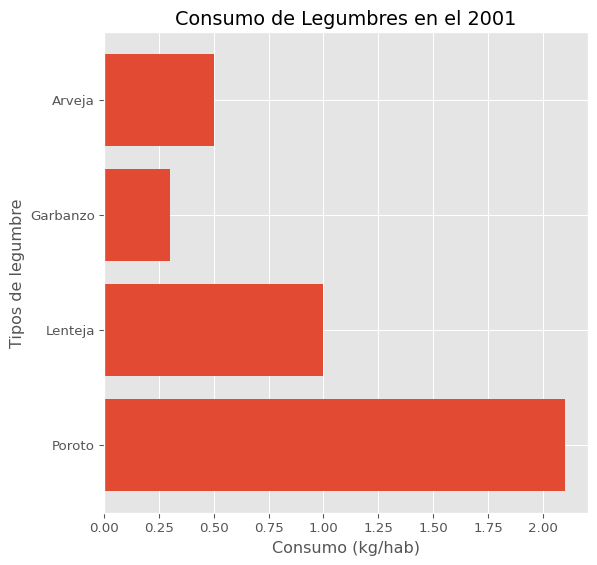 Consumo de Legumbres en el 2001
Tipos de legumbre
Arveja
Garbanzo
Lenteja
Poroto
0.00 0.25 0.50 0.75 1.00 1.25 1.50 1.75 2.00
Consumo (kg/hab)